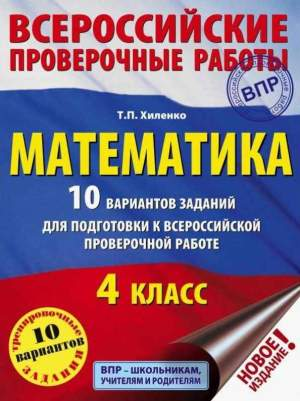 ВСЕРОССИЙСКИЕ
ПРОВЕРОЧНЫЕ РАБОТЫ
ВПР
Т.П. Хиленко
МАТЕМАТИКА
10 ВАРИАНТОВ ЗАДАНИЙ
ДЛЯ ПОДГОТОВКИ К ВСЕРОССИЙСКОЙ
ПРОВЕРОЧНОЙ РАБОТЕ
4 КЛАСС
тренировочные
10
вариантов
ЗАДАНИЙ
НОВОЕ
ИЗДАНИЕ!
ВПР – ШКОЛЬНИКАМ,
УЧИТЕЛЯМ И РОДИТЕЛЯМ